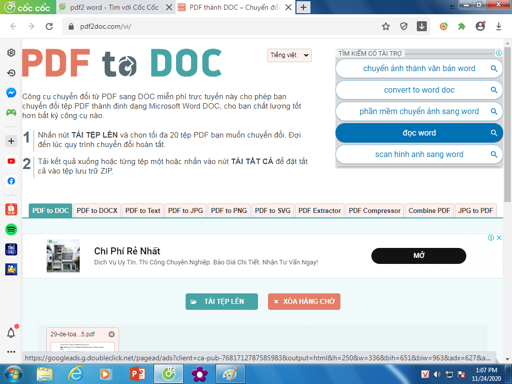 cốc cốc
pdf2 word - Tìm với Cốc Cốc
PDF thành DOC – Chuyển đổ
pdf2doc.com/vi/
PDF to DOC
Tiếng việt
Công cụ chuyển đổi từ PDF sang DOC miễn phí trực tuyến này cho phép bạn
chuyển đổi tệp PDF thành định dạng Microsoft Word DOC, cho bạn chất lượng tốt
hơn bất kỳ công cụ nào.
1 Nhấn nút TẢI TỆP LÊN và chọn tối đa 20 tệp PDF bạn muốn chuyển đổi. Đợi
đến lúc quy trình chuyển đổi hoàn tất.
2 Tải kết quả xuống hoặc từng tệp một hoặc nhấn vào nút TẢI TẤT CẢ để đặt tất
cả vào tệp lưu trữ ZIP.
TÌM KIẾM CÓ TÀI TRỢ
chuyển ảnh thành văn bản word
convert to word doc
phần mềm chuyển ảnh sang word
đọc word
scan hinh anh sang word
PDF to DOC PDF to DOCX PDF to Text PDF to JPG PDF to PNG PDF to SVG PDF Extractor PDF Compressor Combine PDF JPG to PDF
Chi Phí Rẻ Nhất
Dịch Vụ Uy Tín. Thi Công Chuyên Nghiệp. Báo Giá Chi Tiết. Nhận Tư Vấn Ngay!
MỞ
TẢI TỆP LÊN
XÓA HÀNG CHỜ
29-de-toa...5.pdf
https://googleads.g.doubleclick.net/pagead/ads?client=ca-pub-7681712787585983&output=html&h=250&w=336&bih=651&biw=963&adx=627&a...
1:07 PM
11/24/2020